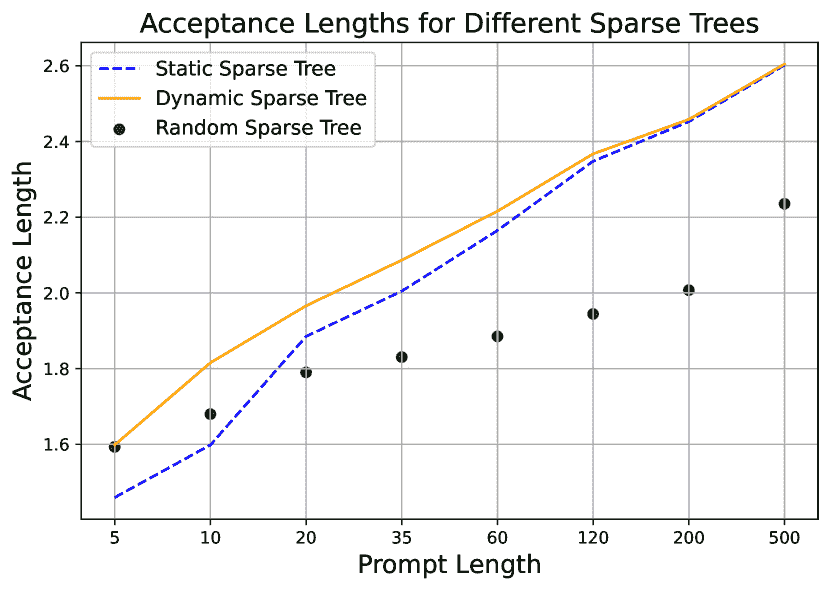 Acceptance Lengths for Different Sparse Trees
Static Sparse Tree
Dynamic Sparse Tree
Random Sparse Tree
Acceptance Length
2.6
2.4
2.2
2.0
1.8
1.6
5 10 20 35 60 120 200 500
Prompt Length